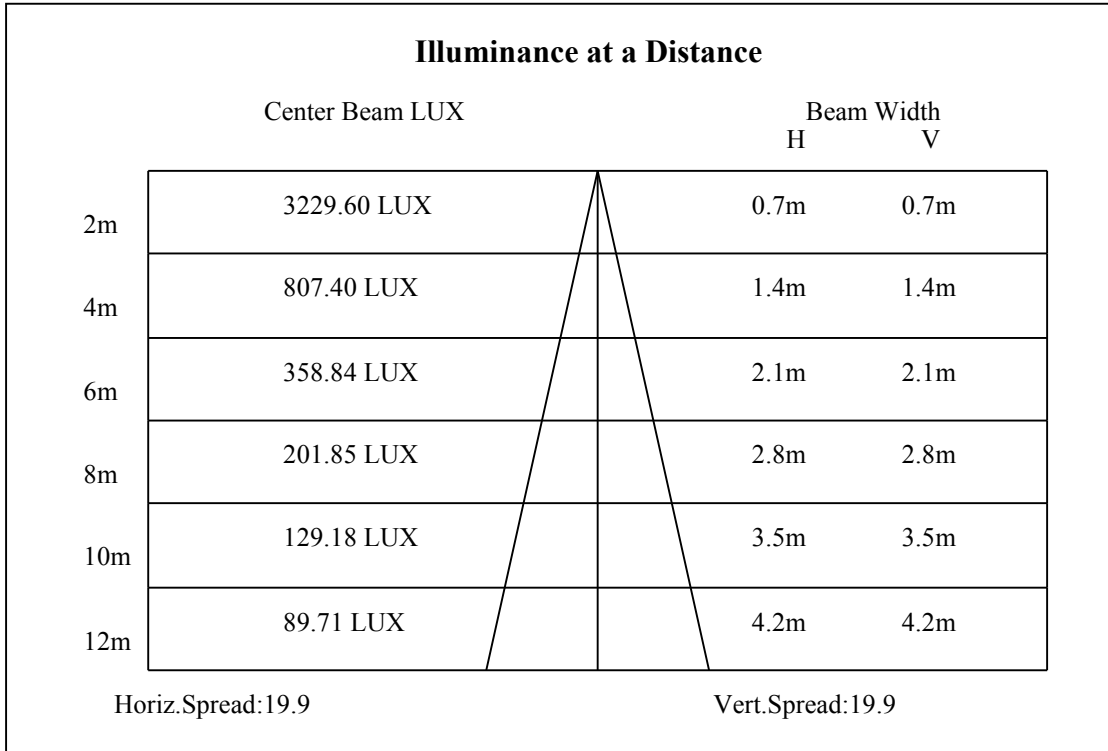 Illuminance at a Distance
Center Beam LUX Beam Width
H V
2m 3229.60 LUX 0.7m 0.7m
4m 807.40 LUX 1.4m 1.4m
6m 358.84 LUX 2.1m 2.1m
8m 201.85 LUX 2.8m 2.8m
10m 129.18 LUX 3.5m 3.5m
12m 89.71 LUX 4.2m 4.2m
Horiz.Spread:19.9 Vert.Spread:19.9